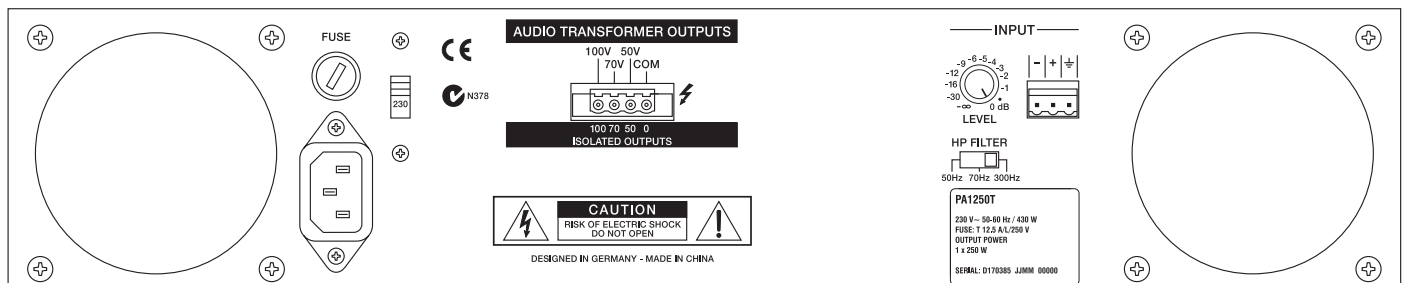 FUSE
230
CE
N378
AUDIO TRANSFORMER OUTPUTS
100V 50V
70V COM
100 70 50 0
ISOLATED OUTPUTS
CAUTION
RISK OF ELECTRIC SHOCK
DO NOT OPEN
DESIGNED IN GERMANY - MADE IN CHINA
INPUT
-∞ -30 -16 -12 -9 -6 -5 -4 -3 -2 -1 0 dB
LEVEL
- + ⏚
HP FILTER
50Hz 70Hz 300Hz
PA1250T
230 V~ 50-60 Hz / 430 W
FUSE: T 12,5 A/L/250 V
OUTPUT POWER
1 x 250 W
SERIAL: D170385 JJMM 00000